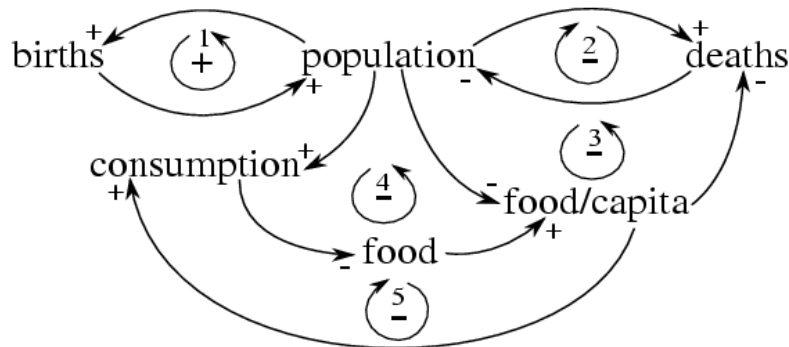 births + 1 + population + + 2 - deaths - -
3 -
consumption + + 4 - - food/capita +
- food
5 -